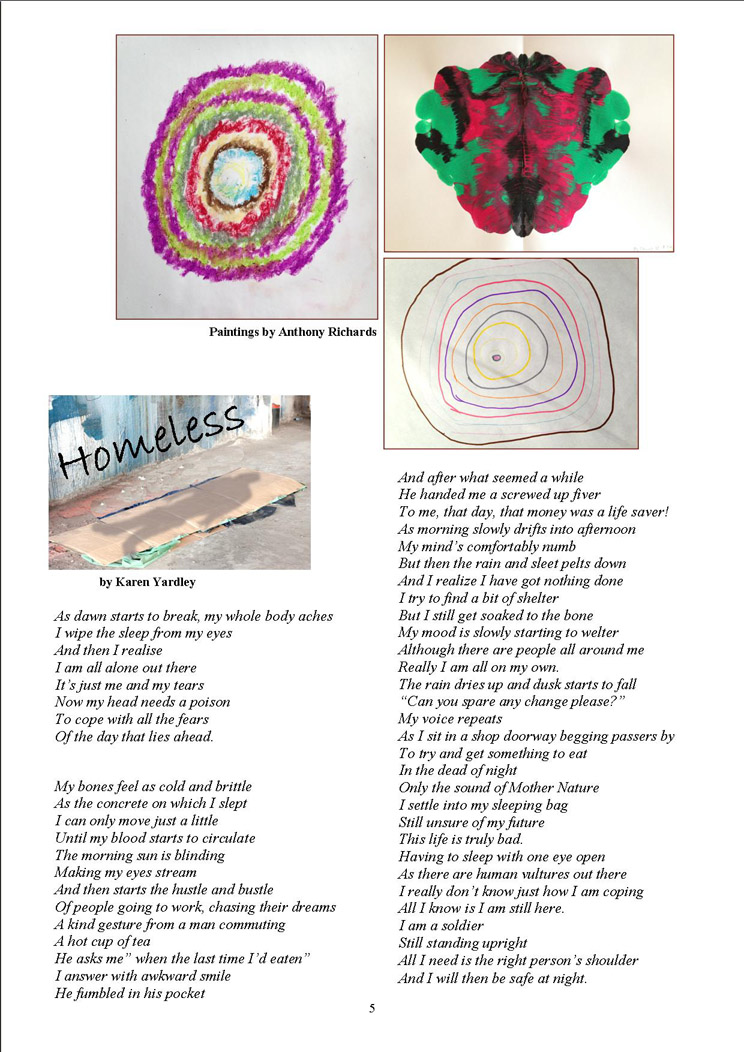 Paintings by Anthony Richards
Homeless
by Karen Yardley
As dawn starts to break, my whole body aches
I wipe the sleep from my eyes
And then I realise
I am all alone out there
It's just me and my tears
Now my head needs a poison
To cope with all the fears
Of the day that lies ahead.
My bones feel as cold and brittle
As the concrete on which I slept
I can only move just a little
Until my blood starts to circulate
The morning sun is blinding
Making my eyes stream
And then starts the hustle and bustle
Of people going to work, chasing their dreams
A kind gesture from a man commuting
A hot cup of tea
He asks me” when the last time I'd eaten”
I answer with awkward smile
He fumbled in his pocket
And after what seemed a while
He handed me a screwed up fiver
To me, that day, that money was a life saver!
As morning slowly drifts into afternoon
My mind's comfortably numb
But then the rain and sleet pelts down
And I realize I have got nothing done
I try to find a bit of shelter
But I still get soaked to the bone
My mood is slowly starting to welter
Although there are people all around me
Really I am all on my own.
The rain dries up and dusk starts to fall
“Can you spare any change please?”
My voice repeats
As I sit in a shop doorway begging passers by
To try and get something to eat
In the dead of night
Only the sound of Mother Nature
I settle into my sleeping bag
Still unsure of my future
This life is truly bad.
Having to sleep with one eye open
As there are human vultures out there
I really don't know just how I am coping
All I know is I am still here.
I am a soldier
Still standing upright
All I need is the right person's shoulder
And I will then be safe at night.
5